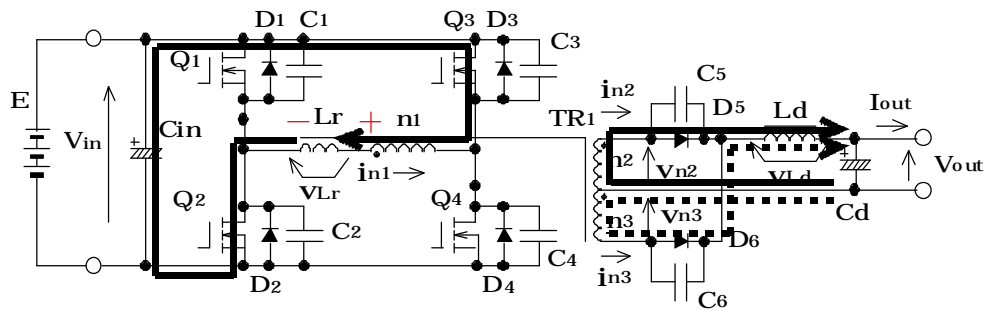 D1 C1 Q3 D3
Q1 C3
E Vin + Cin
− Lr + n1
TR1 in2 C5 D5 Ld Iout
vLr in1
n2 vn2 vLd + Vout
Q2 Q4
n3 vn3 Cd
C2 C4 D6
D2 D4 in3
C6